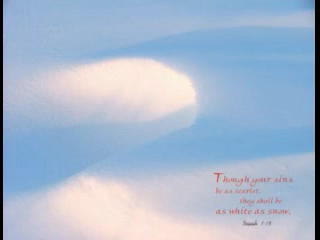 Though your sins
be as scarlet,
they shall be
as white as snow.
Isaiah 1:18